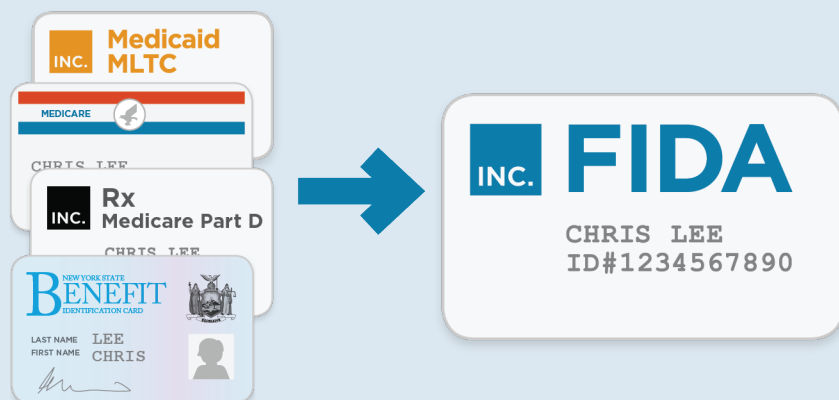 INC. Medicaid
MLTC
MEDICARE
CHRIS LEE
INC. Rx
Medicare Part D
CHRIS LEE
NEW YORK STATE
BENEFIT
IDENTIFICATION CARD
LAST NAME LEE
FIRST NAME CHRIS
INC. FIDA
CHRIS LEE
ID#1234567890